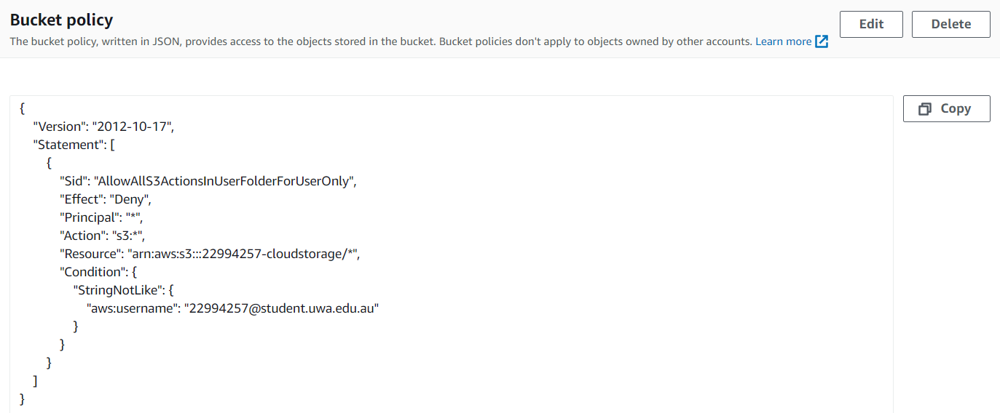 Bucket policy
Edit
Delete
The bucket policy, written in JSON, provides access to the objects stored in the bucket. Bucket policies don't apply to objects owned by other accounts. Learn more
Copy
{
"Version": "2012-10-17",
"Statement": [
{
"Sid": "AllowAllS3ActionsInUserFolderForUserOnly",
"Effect": "Deny",
"Principal": "*",
"Action": "s3:*",
"Resource": "arn:aws:s3:::22994257-cloudstorage/*",
"Condition": {
"StringNotLike": {
"aws:username": "22994257@student.uwa.edu.au"
}
}
}
]
}